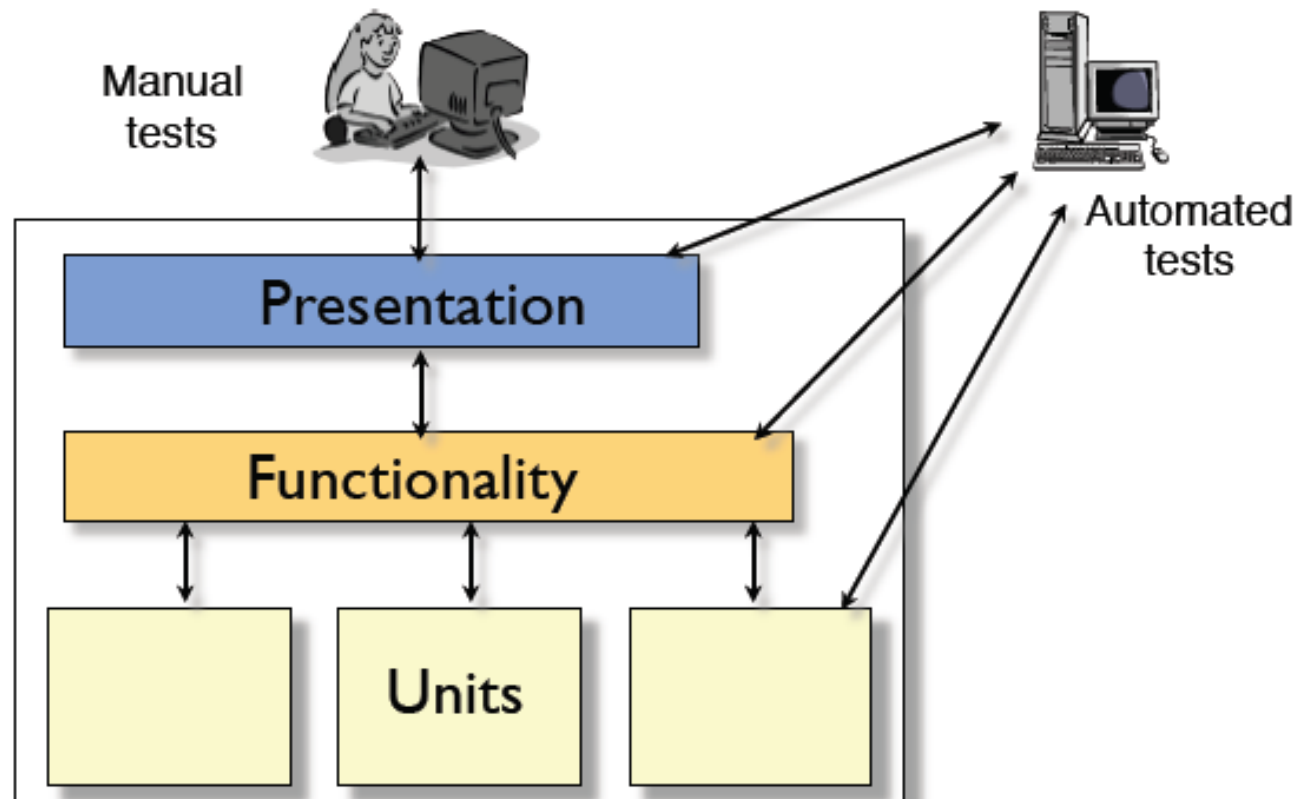 Manual
tests
Automated
tests
Presentation
Functionality
Units